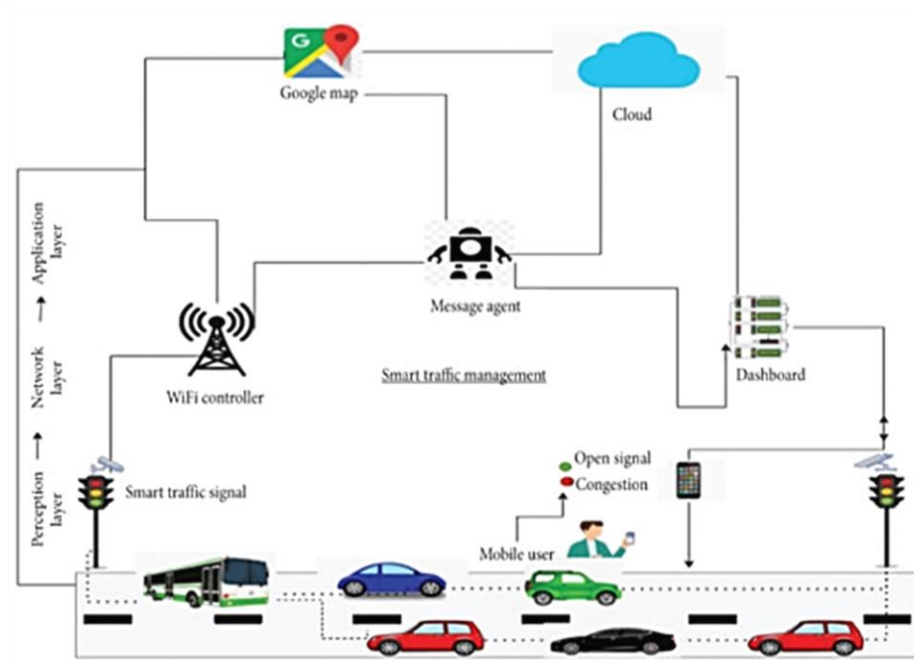 G
Google map
Cloud
Message agent
WiFi controller
Smart traffic management
Dashboard
Application
layer
Network
layer
Perception
layer
Smart traffic signal
Open signal
Congestion
Mobile user